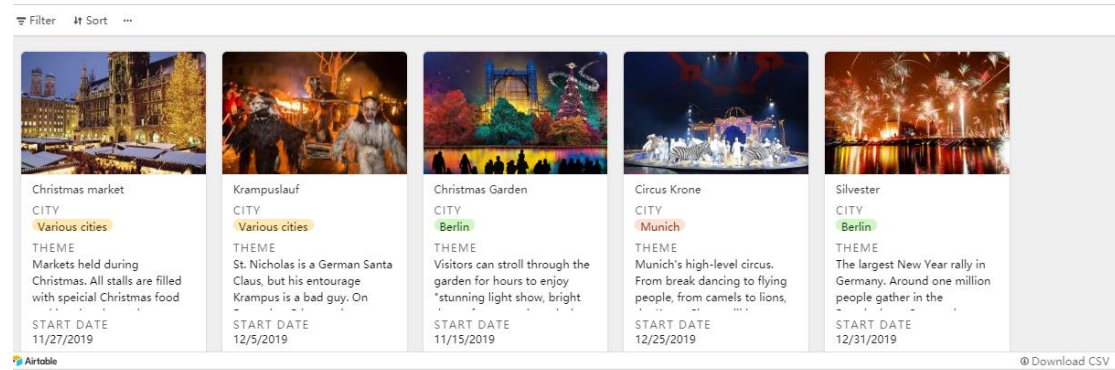 Filter Sort ...
Christmas market
CITY
Various cities
THEME
Markets held during
Christmas. All stalls are filled
with speicial Christmas food
START DATE
11/27/2019
Krampuslauf
CITY
Various cities
THEME
St. Nicholas is a German Santa
Claus, but his entourage
Krampus is a bad guy. On
START DATE
12/5/2019
Christmas Garden
CITY
Berlin
THEME
Visitors can stroll through the
garden for hours to enjoy
"stunning light show, bright
START DATE
11/15/2019
Circus Krone
CITY
Munich
THEME
Munich's high-level circus.
From break dancing to flying
people, from camels to lions,
START DATE
12/25/2019
Silvester
CITY
Berlin
THEME
The largest New Year rally in
Germany. Around one million
people gather in the
START DATE
12/31/2019
Airtable
Download CSV